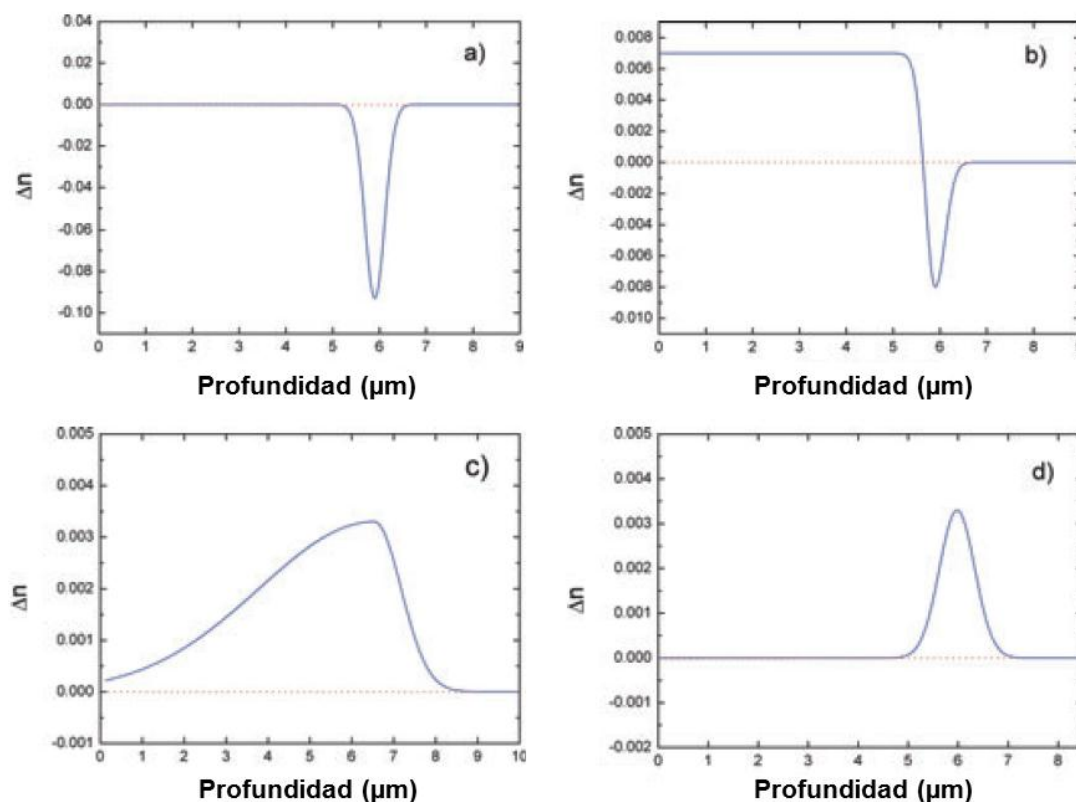 0.04
0.02
0.00
-0.02
-0.04
-0.06
-0.08
-0.10
Δn
a)
0 1 2 3 4 5 6 7 8 9
Profundidad (µm)
0.008
0.006
0.004
0.002
0.000
-0.002
-0.004
-0.006
-0.008
-0.010
Δn
b)
0 1 2 3 4 5 6 7 8
Profundidad (µm)
0.005
0.004
0.003
0.002
0.001
0.000
-0.001
Δn
c)
0 1 2 3 4 5 6 7 8 9 10
Profundidad (µm)
0.005
0.004
0.003
0.002
0.001
0.000
-0.001
-0.002
Δn
d)
0 1 2 3 4 5 6 7 8
Profundidad (µm)